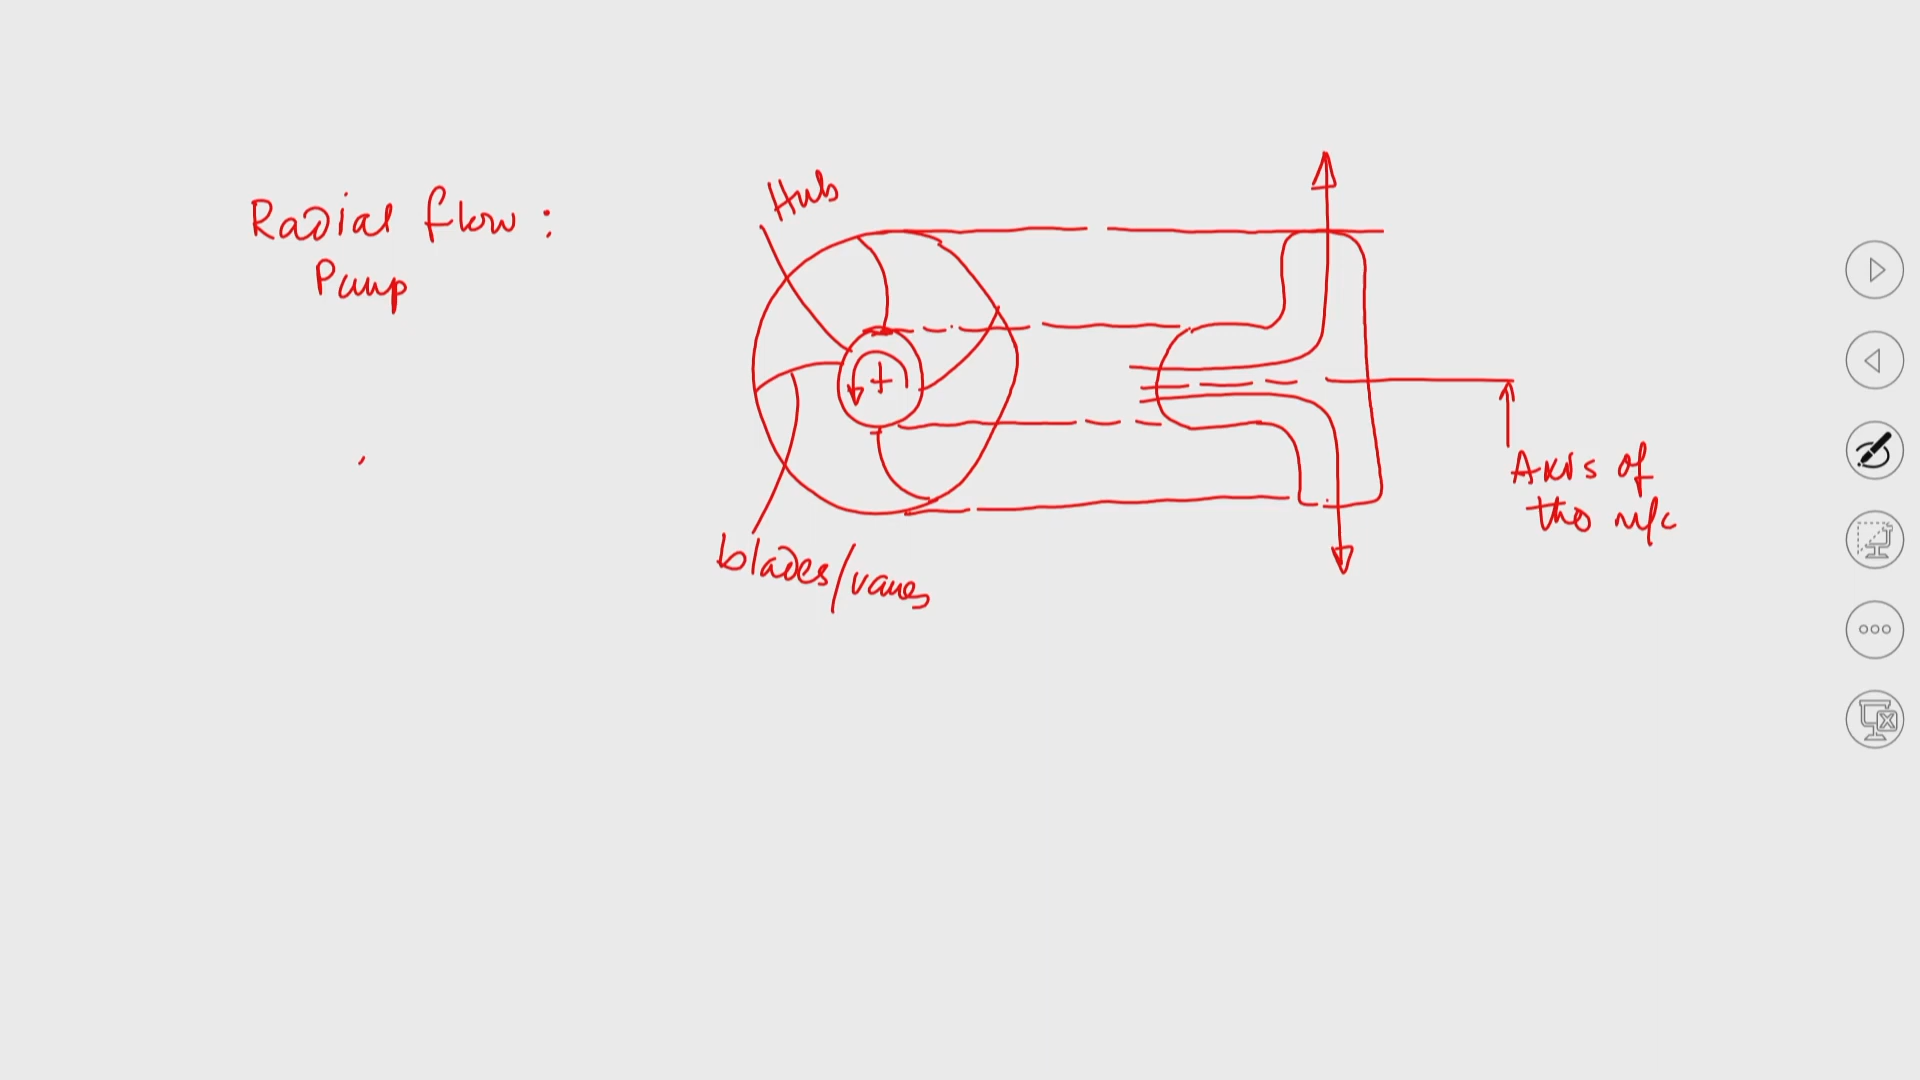 Radial flow :
Pump
Hub
blades/vanes
Axis of
the m/c